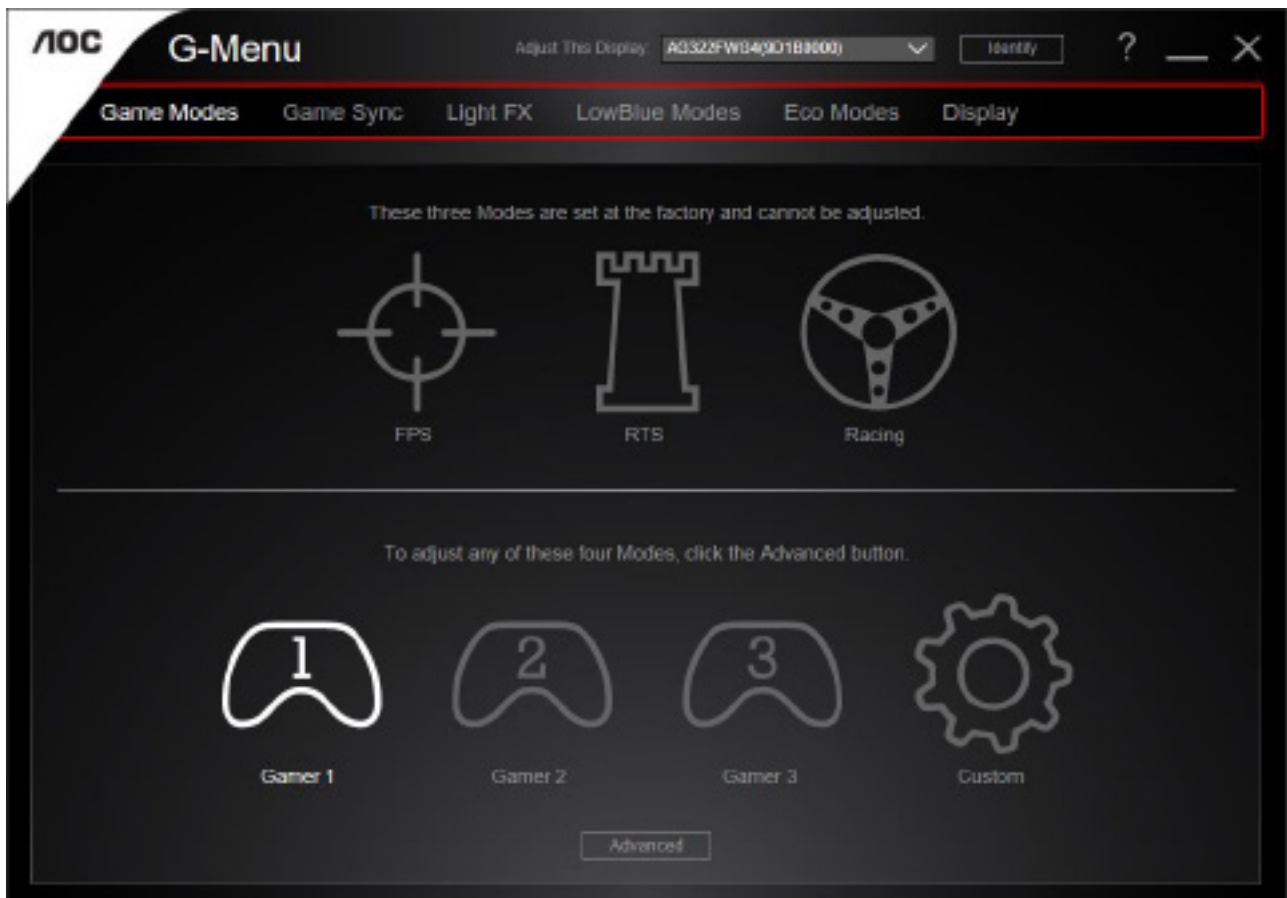 AOC
G-Menu
Adjust This Display: AG322FWG4(9D1B0000)
Identify
?
Game Modes Game Sync Light FX LowBlue Modes Eco Modes Display
These three Modes are set at the factory and cannot be adjusted.
FPS RTS Racing
To adjust any of these four Modes, click the Advanced button.
1 2 3
Gamer 1 Gamer 2 Gamer 3 Custom
Advanced